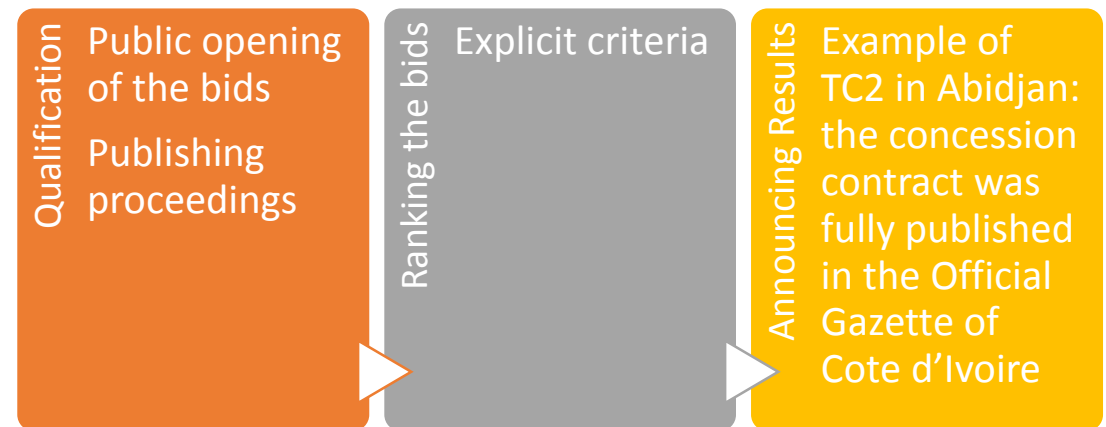 Qualification
Public opening
of the bids
Publishing
proceedings
Ranking the bids
Explicit criteria
Announcing Results
Example of
TC2 in Abidjan:
the concession
contract was
fully published
in the Official
Gazette of
Cote d’Ivoire